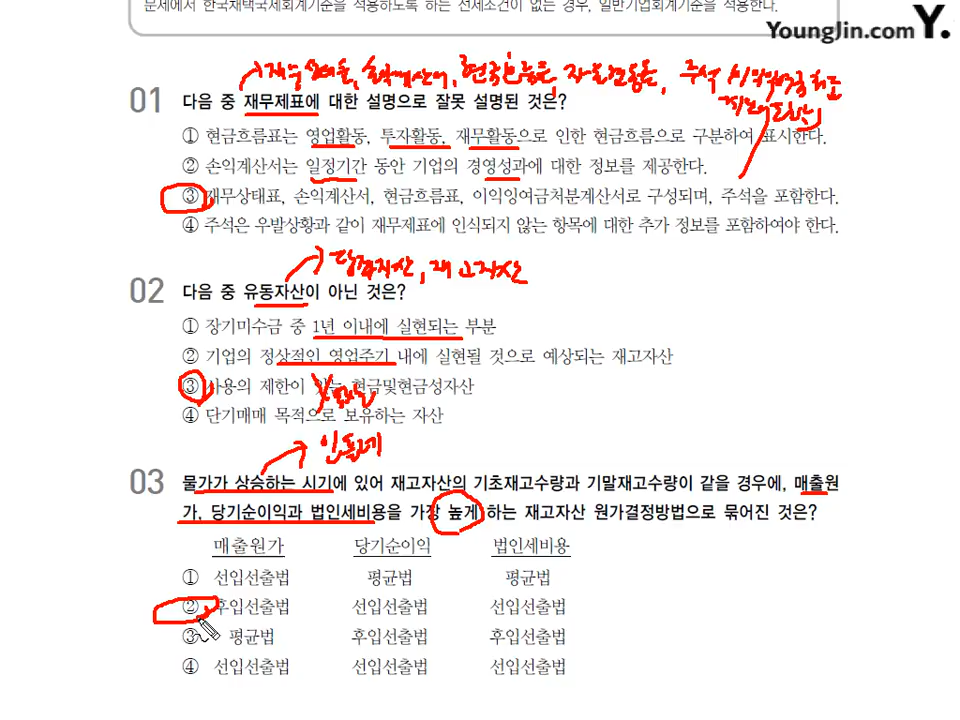 문제에서 한국채택국제회계기준을 적용하도록 하는 전제조건이 없는 경우, 일반기업회계기준을 적용한다.
YoungJin.com Y.
재무상태표, 손익계산서, 현금흐름표, 자본변동표, 주석
01 다음 중 재무제표에 대한 설명으로 잘못 설명된 것은?
① 현금흐름표는 영업활동, 투자활동, 재무활동으로 인한 현금흐름으로 구분하여 표시한다.
② 손익계산서는 일정기간 동안 기업의 경영성과에 대한 정보를 제공한다.
③ 재무상태표, 손익계산서, 현금흐름표, 이익잉여금처분계산서로 구성되며, 주석을 포함한다.
④ 주석은 우발상황과 같이 재무제표에 인식되지 않는 항목에 대한 추가 정보를 포함하여야 한다.
당좌자산, 재고자산
02 다음 중 유동자산이 아닌 것은?
① 장기미수금 중 1년 이내에 실현되는 부분
② 기업의 정상적인 영업주기 내에 실현될 것으로 예상되는 재고자산
③ 사용의 제한이 있는 현금및현금성자산
④ 단기매매 목적으로 보유하는 자산
03 물가가 상승하는 시기에 있어 재고자산의 기초재고수량과 기말재고수량이 같을 경우에, 매출원
가, 당기순이익과 법인세비용을 가장 높게 하는 재고자산 원가결정방법으로 묶어진 것은?
매출원가 당기순이익 법인세비용
① 선입선출법 평균법 평균법
② 후입선출법 선입선출법 선입선출법
③ 평균법 후입선출법 후입선출법
④ 선입선출법 선입선출법 선입선출법